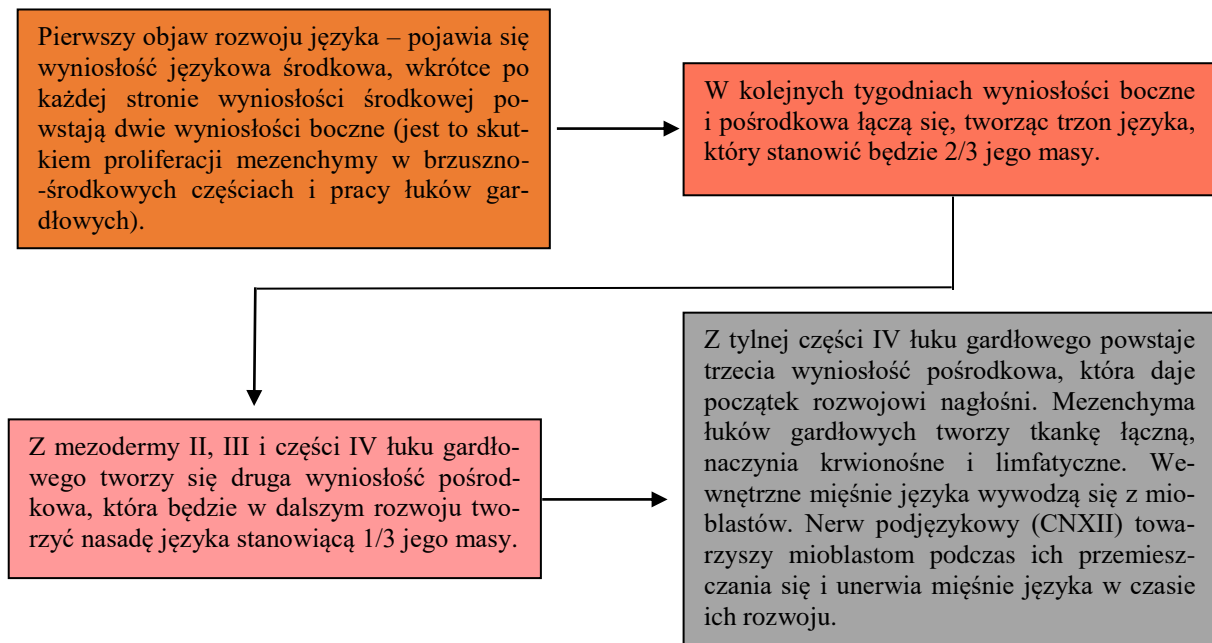 Pierwszy objaw rozwoju języka – pojawia się
wyniosłość językowa środkowa, wkrótce po
każdej stronie wyniosłości środkowej po-
wstają dwie wyniosłości boczne (jest to skut-
kiem proliferacji mezenchymy w brzuszno-
-środkowych częściach i pracy łuków gar-
dłowych).
W kolejnych tygodniach wyniosłości boczne
i pośrodkowa łączą się, tworząc trzon języka,
który stanowić będzie 2/3 jego masy.
Z mezodermy II, III i części IV łuku gardło-
wego tworzy się druga wyniosłość pośrod-
kowa, która będzie w dalszym rozwoju two-
rzyć nasadę języka stanowiącą 1/3 jego masy.
Z tylnej części IV łuku gardłowego powstaje
trzecia wyniosłość pośrodkowa, która daje
początek rozwojowi nagłośni. Mezenchyma
łuków gardłowych tworzy tkankę łączną,
naczynia krwionośne i limfatyczne. We-
wnętrzne mięśnie języka wywodzą się z mio-
blastów. Nerw podjęzykowy (CNXII) towa-
rzyszy mioblastom podczas ich przemiesz-
czania się i unerwia mięśnie języka w czasie
ich rozwoju.